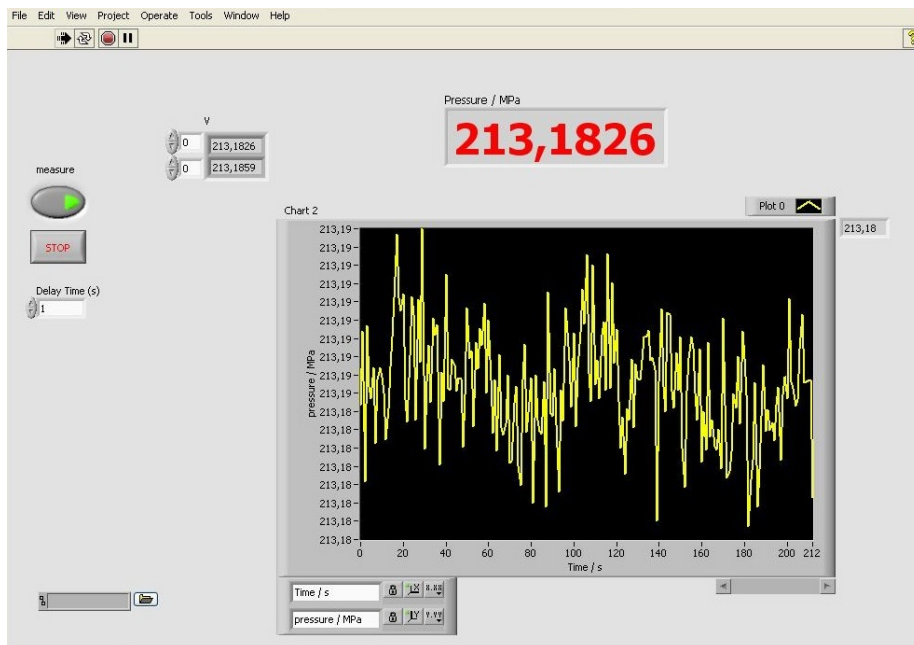 File Edit View Project Operate Tools Window Help
Pressure / MPa
213,1826
V
0 213,1826
0 213,1859
measure
STOP
Delay Time (s)
1
Chart 2
Plot 0
213,18
213,19
213,19
213,19
213,19
213,19
213,19
213,19
213,19
213,19
213,18
213,18
213,18
213,18
213,18
213,18
213,18
213,18
213,18
pressure / MPa
0 20 40 60 80 100 120 140 160 180 200 212
Time / s
Time / s
pressure / MPa
X
X.XX
Y
Y.YY